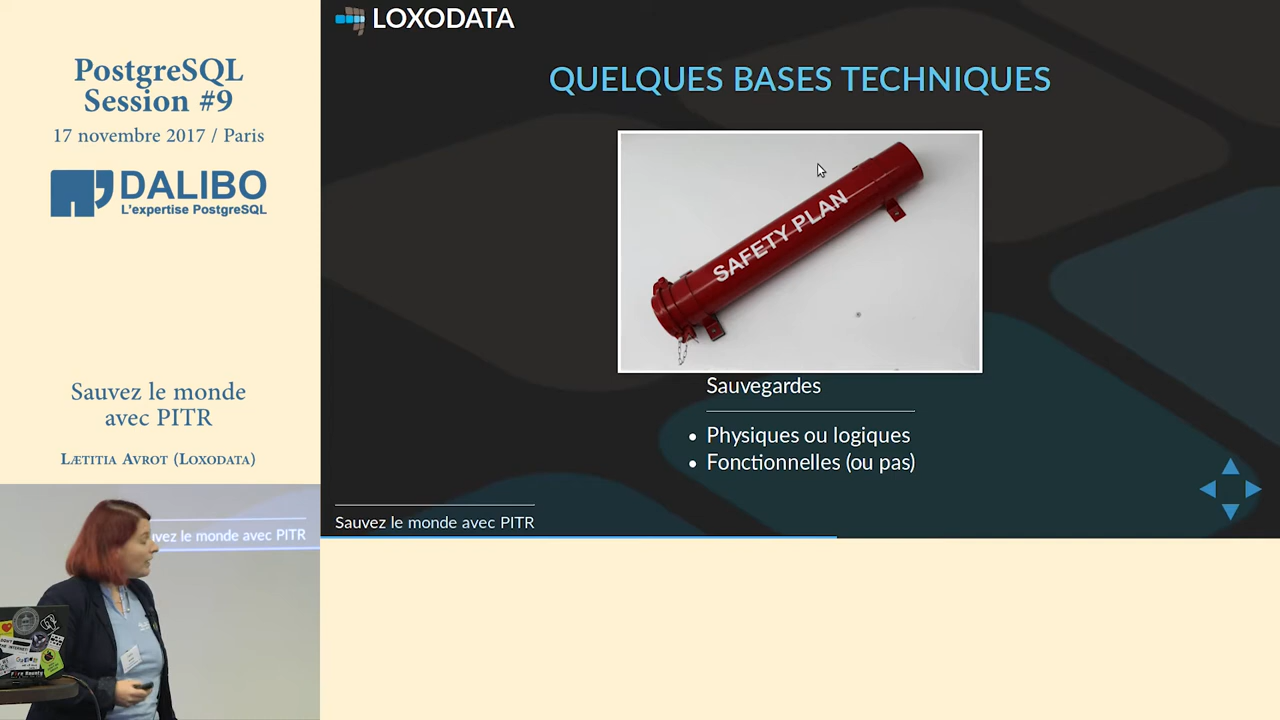 PostgreSQL
Session #9
17 novembre 2017 / Paris
DALIBO
L'expertise PostgreSQL
Sauvez le monde
avec PITR
Lætitia Avrot (Loxodata)
LOXODATA
QUELQUES BASES TECHNIQUES
SAFETY PLAN
Sauvegardes
Physiques ou logiques
Fonctionnelles (ou pas)
Sauvez le monde avec PITR
uvez le monde avec PITR